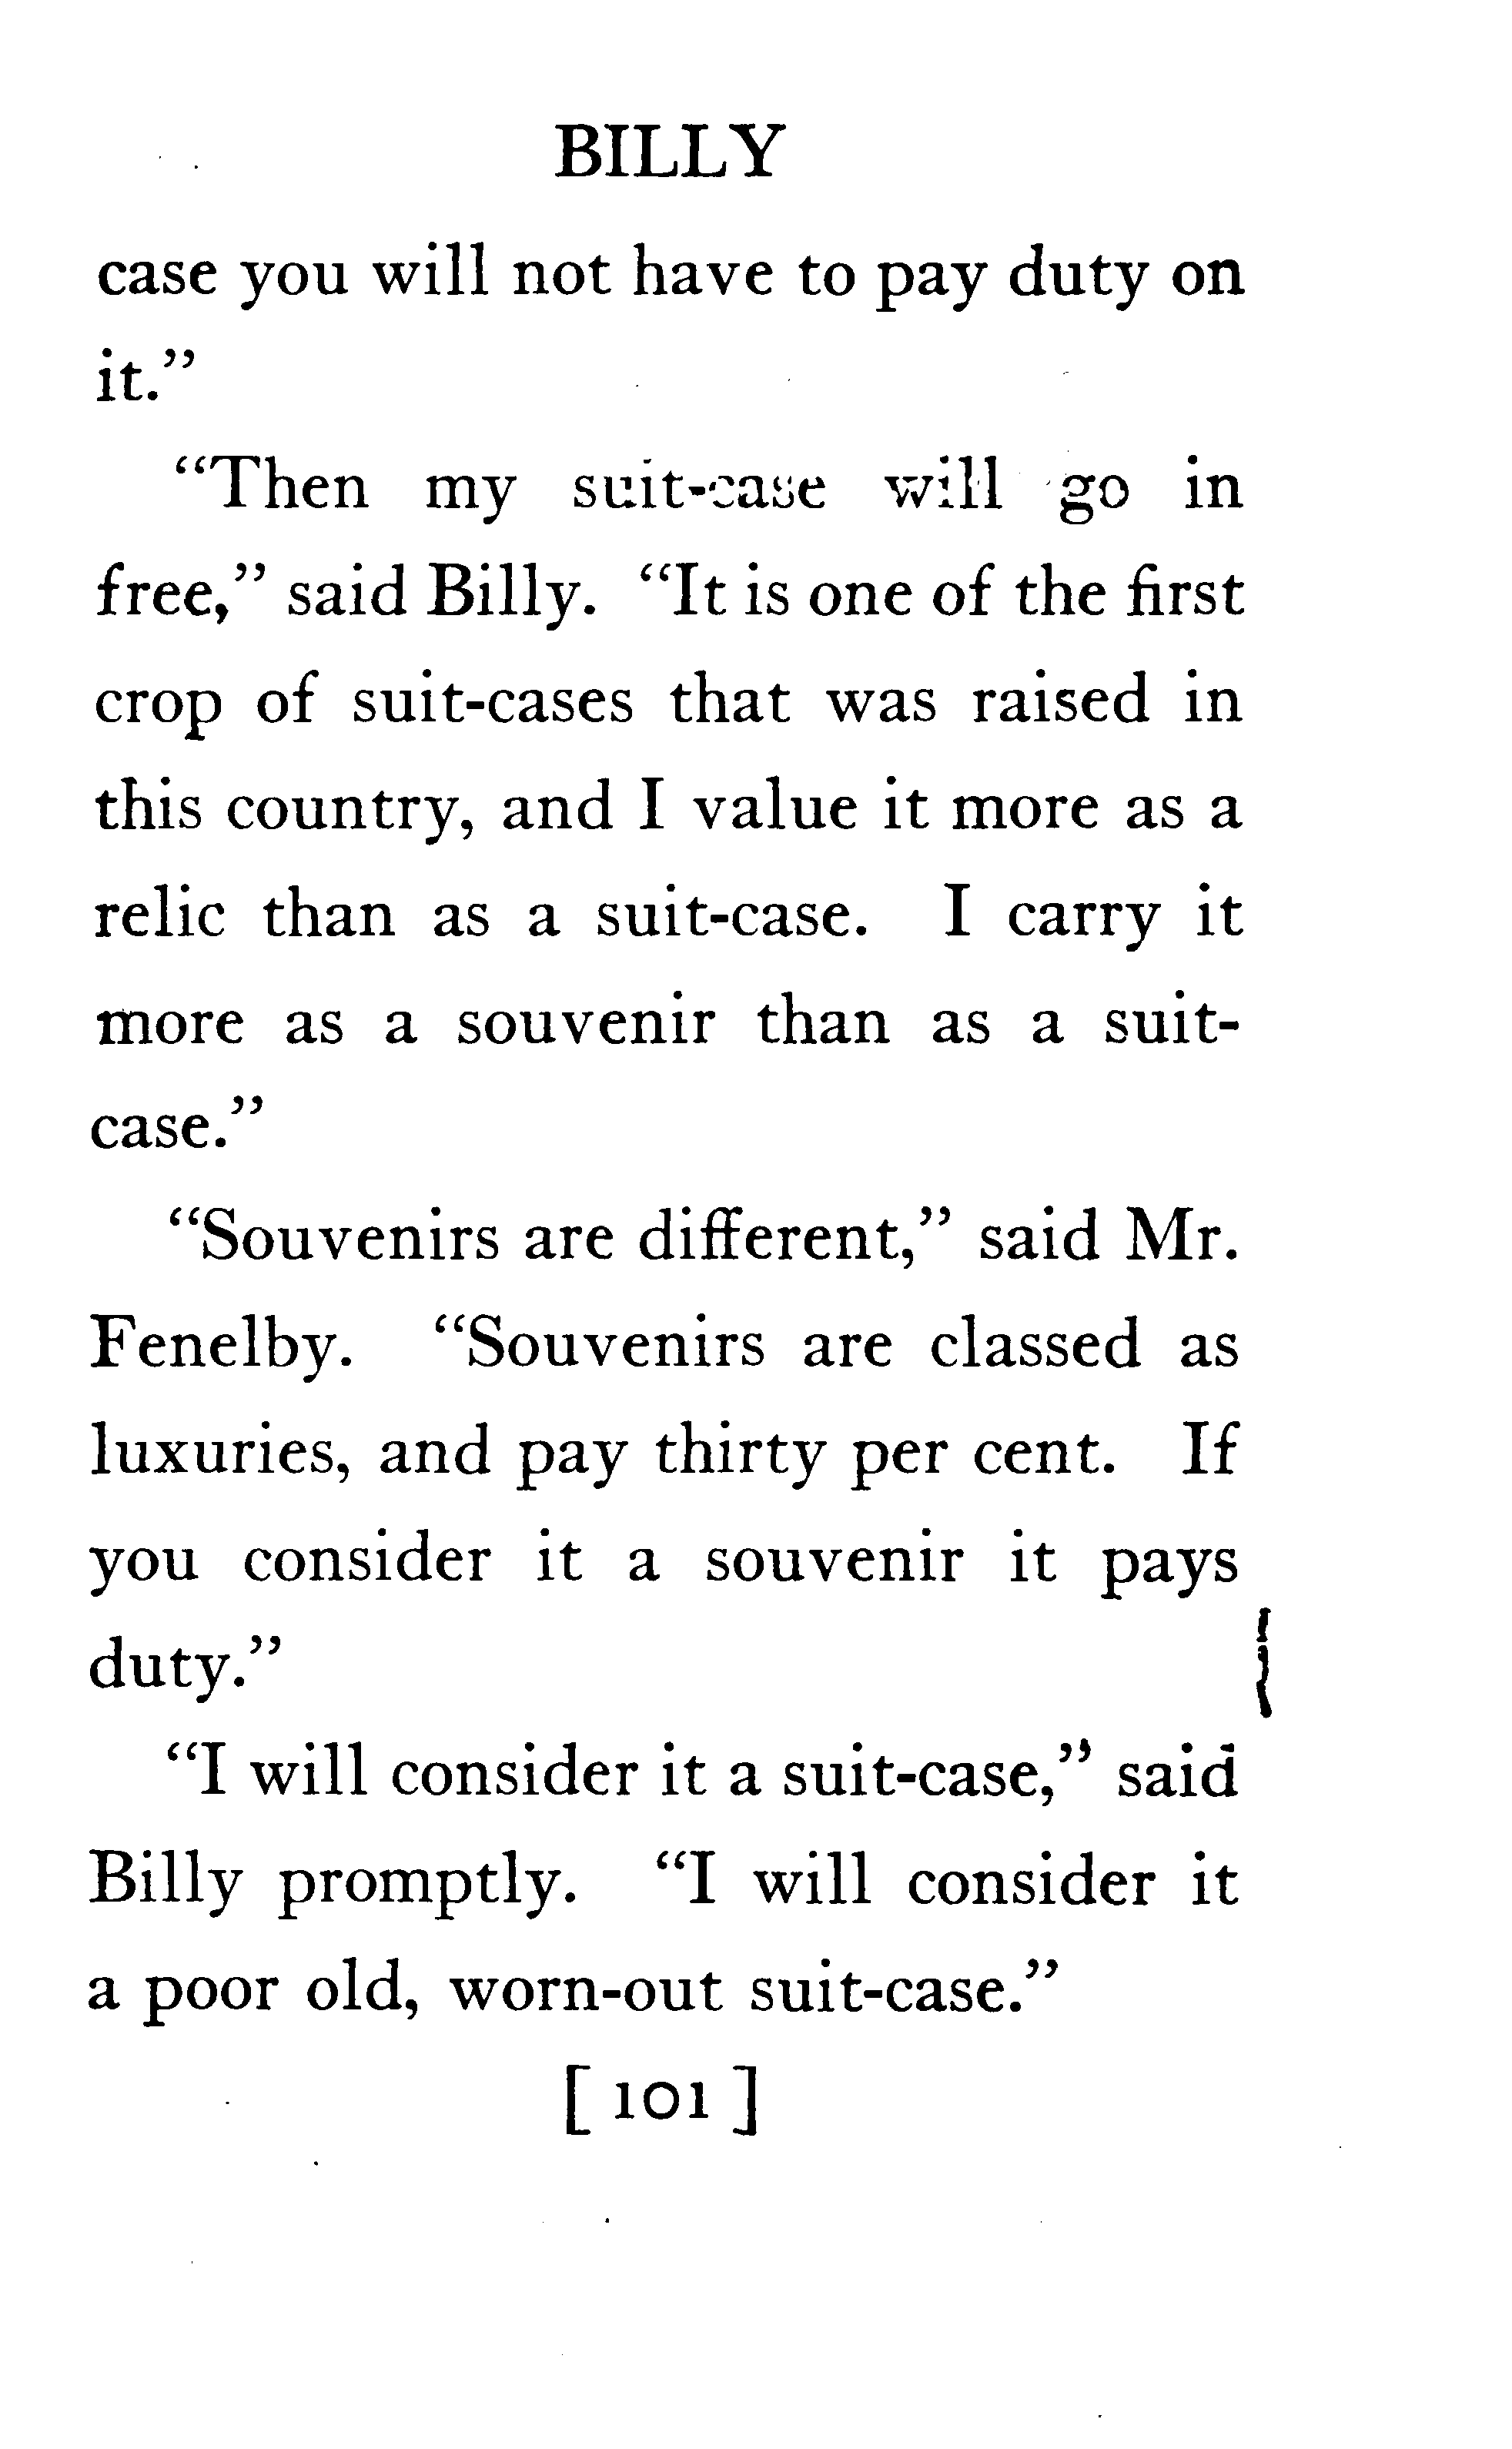 BILLY
case you will not have to pay duty on
it.”
“Then my suit-case will go in
free,” said Billy. “It is one of the first
crop of suit-cases that was raised in
this country, and I value it more as a
relic than as a suit-case. I carry it
more as a souvenir than as a suit-
case.”
“Souvenirs are different,” said Mr.
Fenelby. “Souvenirs are classed as
luxuries, and pay thirty per cent. If
you consider it a souvenir it pays
duty.”
“I will consider it a suit-case,” said
Billy promptly. “I will consider it
a poor old, worn-out suit-case.”
[ 101 ]